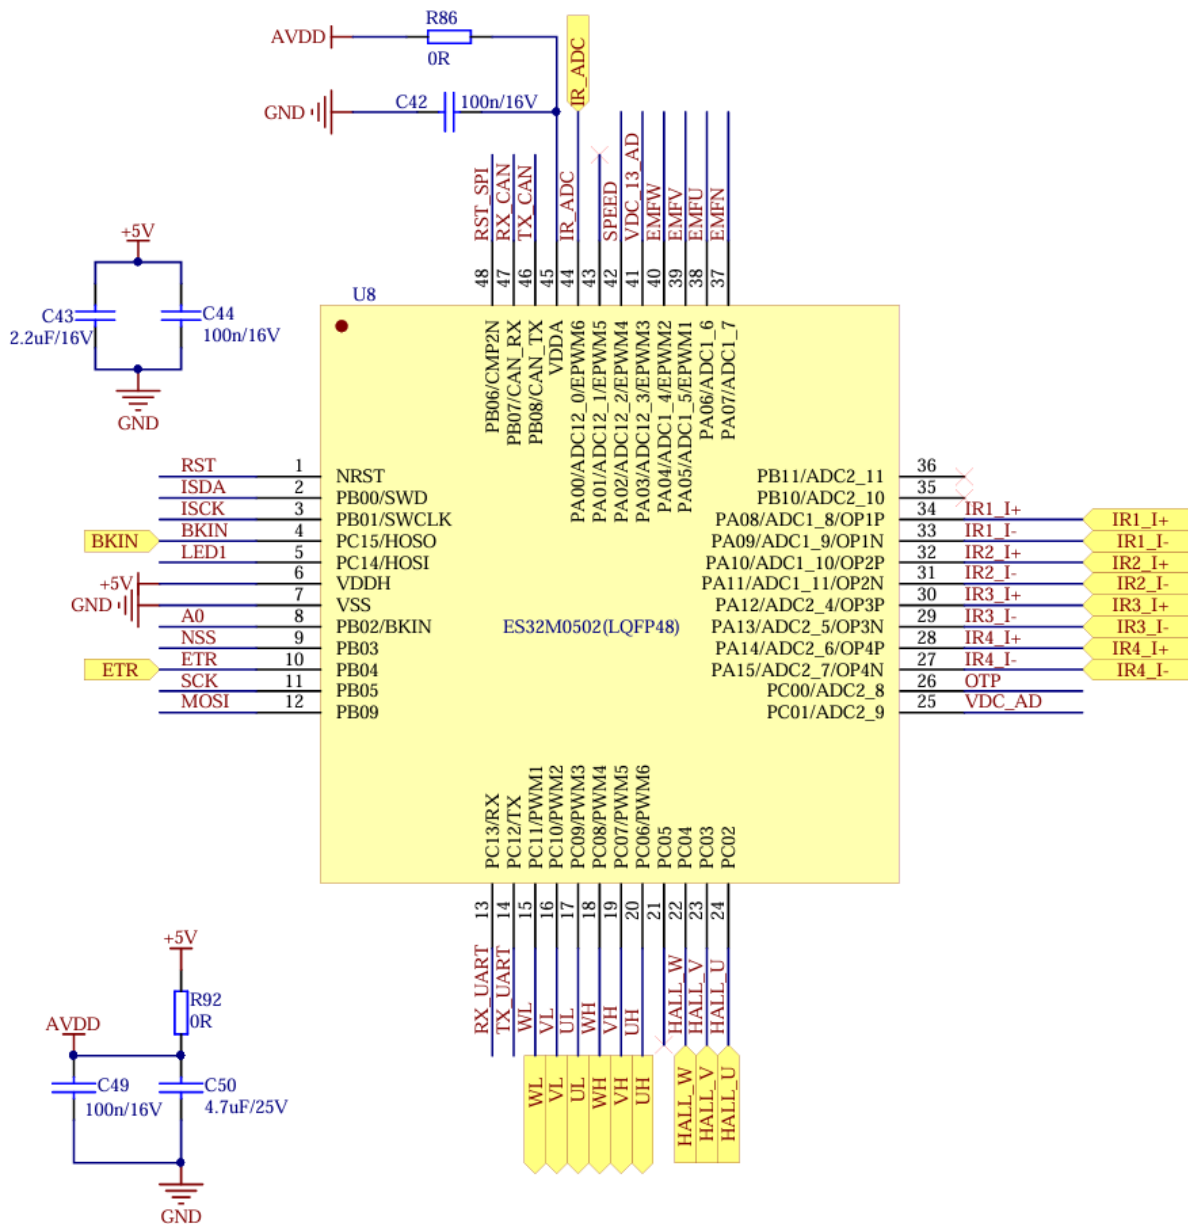 R86
AVDD
0R
IR_ADC
C42
100n/16V
GND
RST_SPI
RX_CAN
TX_CAN
IR_ADC
SPEED
VDC_13_AD
EMFW
EMFV
EMFU
EMFN
48
47
46
45
44
43
42
41
40
39
38
37
+5V
C43
2.2uF/16V
C44
100n/16V
GND
U8
PB06/CMP2N
PB07/CAN_RX
PB08/CAN_TX
VDDA
PA00/ADC12_0/EPWM6
PA01/ADC12_1/EPWM5
PA02/ADC12_2/EPWM4
PA03/ADC12_3/EPWM3
PA04/ADC1_4/EPWM2
PA05/ADC1_5/EPWM1
PA06/ADC1_6
PA07/ADC1_7
RST 1 NRST
ISDA 2 PB00/SWD
ISCK 3 PB01/SWCLK
BKIN BKIN 4 PC15/HOSO
LED1 5 PC14/HOSI
+5V 6 VDDH
GND 7 VSS
A0 8 PB02/BKIN
NSS 9 PB03
ETR ETR 10 PB04
SCK 11 PB05
MOSI 12 PB09
ES32M0502(LQFP48)
PB11/ADC2_11 36
PB10/ADC2_10 35
PA08/ADC1_8/OP1P 34 IR1_I+ IR1_I+
PA09/ADC1_9/OP1N 33 IR1_I- IR1_I-
PA10/ADC1_10/OP2P 32 IR2_I+ IR2_I+
PA11/ADC1_11/OP2N 31 IR2_I- IR2_I-
PA12/ADC2_4/OP3P 30 IR3_I+ IR3_I+
PA13/ADC2_5/OP3N 29 IR3_I- IR3_I-
PA14/ADC2_6/OP4P 28 IR4_I+ IR4_I+
PA15/ADC2_7/OP4N 27 IR4_I- IR4_I-
PC00/ADC2_8 26 OTP
PC01/ADC2_9 25 VDC_AD
PC13/RX
PC12/TX
PC11/PWM1
PC10/PWM2
PC09/PWM3
PC08/PWM4
PC07/PWM5
PC06/PWM6
PC05
PC04
PC03
PC02
13
14
15
16
17
18
19
20
21
22
23
24
RX_UART
TX_UART
WL
VL
UL
WH
VH
UH
HALL_W
HALL_V
HALL_U
WL
VL
UL
WH
VH
UH
HALL_W
HALL_V
HALL_U
+5V
R92
0R
AVDD
C49
100n/16V
C50
4.7uF/25V
GND